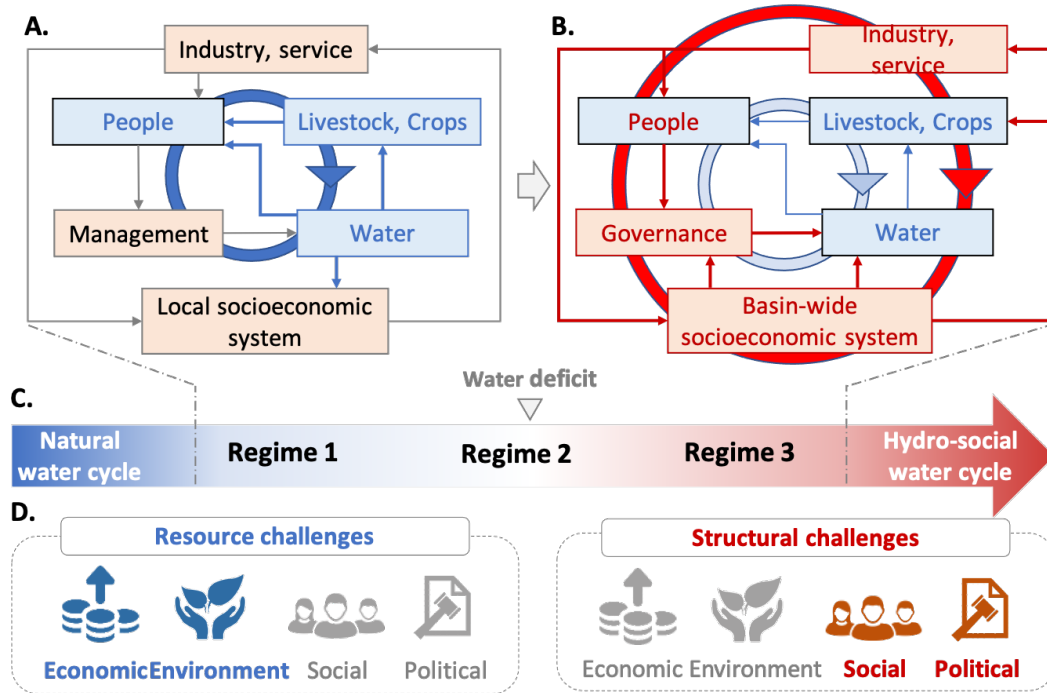 A.
Industry, service
People
Livestock, Crops
Management
Water
Local socioeconomic
system
B.
Industry,
service
People
Livestock, Crops
Governance
Water
Basin-wide
socioeconomic system
Water deficit
C.
Natural
water cycle
Regime 1
Regime 2
Regime 3
Hydro-social
water cycle
D.
Resource challenges
Economic
Environment
Social
Political
Structural challenges
Economic
Environment
Social
Political